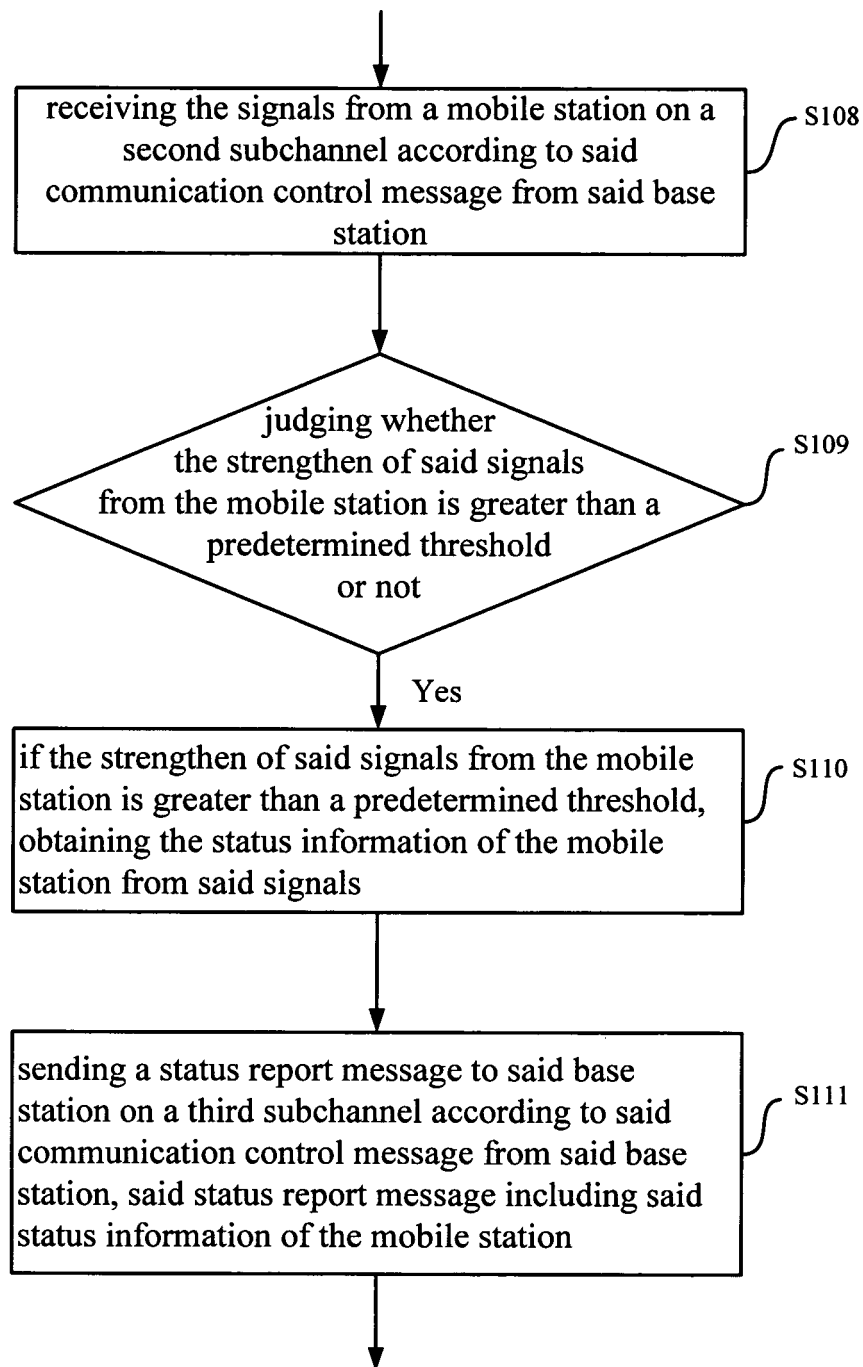 receiving the signals from a mobile station on a
second subchannel according to said
communication control message from said base
station
S108
judging whether
the strengthen of said signals
from the mobile station is greater than a
predetermined threshold
or not
S109
Yes
if the strengthen of said signals from the mobile
station is greater than a predetermined threshold,
obtaining the status information of the mobile
station from said signals
S110
sending a status report message to said base
station on a third subchannel according to said
communication control message from said base
station, said status report message including said
status information of the mobile station
S111